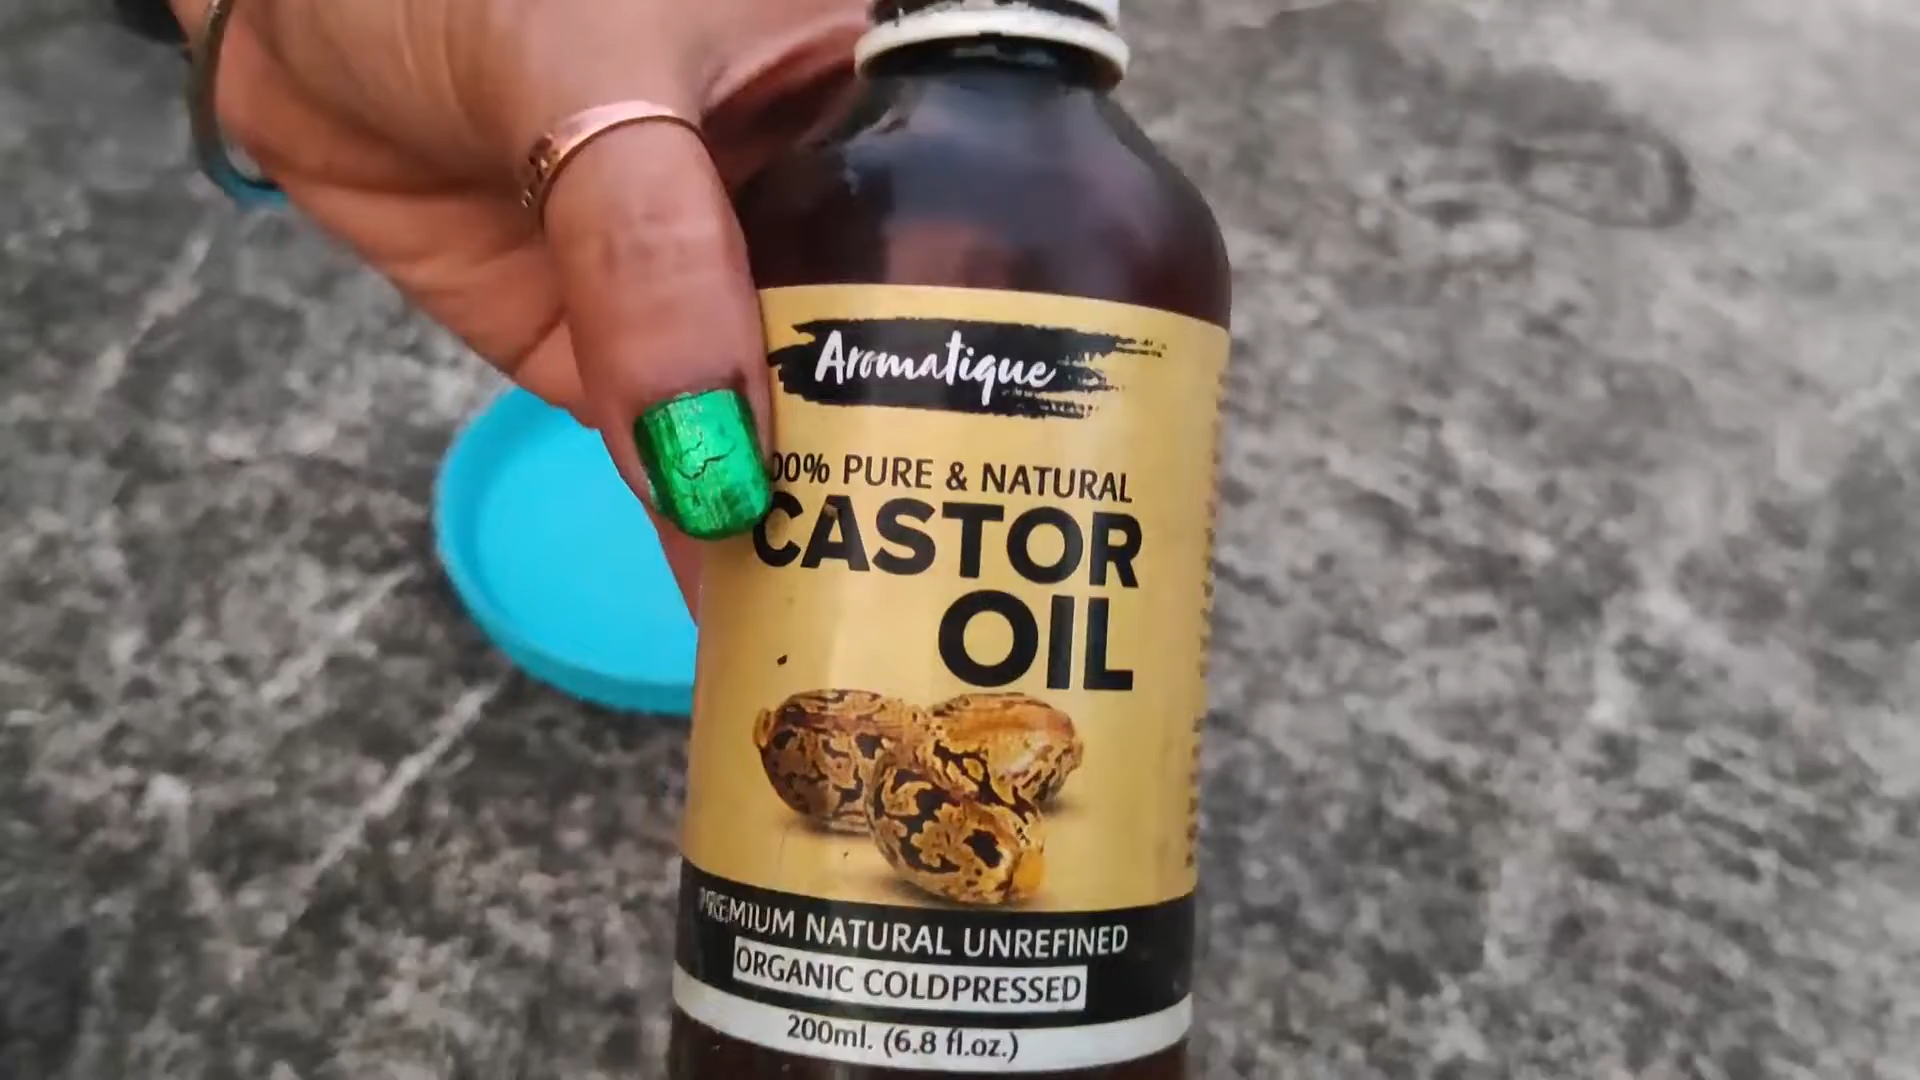 Aromatique
00% PURE & NATURAL
CASTOR
OIL
PREMIUM NATURAL UNREFINED
ORGANIC COLDPRESSED
200ml. (6.8 fl.oz.)